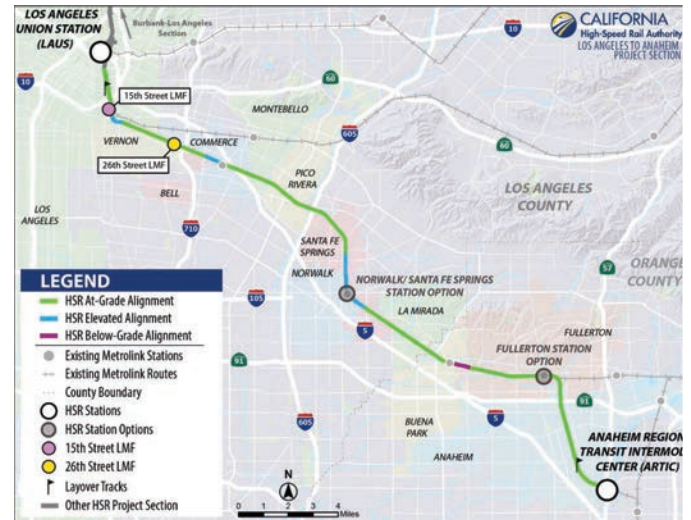 LOS ANGELES
UNION STATION
(LAUS)
Burbank-Los Angeles
Section
CALIFORNIA
High-Speed Rail Authority
LOS ANGELES TO ANAHEIM
PROJECT SECTION
10
10
15th Street LMF
60
MONTEBELLO
605
VERNON
COMMERCE
60
26th Street LMF
PICO
RIVERA
BELL
LOS ANGELES
COUNTY
LOS
ANGELES
710
SANTA FE
SPRINGS
57
ORANGE
COUNTY
NORWALK
NORWALK/ SANTA FE SPRINGS
STATION OPTION
105
LA MIRADA
5
FULLERTON
FULLERTON STATION
OPTION
91
91
605
BUENA
PARK
5
ANAHEIM
ANAHEIM REGION
TRANSIT INTERMO
CENTER (ARTIC)
LEGEND
HSR At-Grade Alignment
HSR Elevated Alignment
HSR Below-Grade Alignment
Existing Metrolink Stations
Existing Metrolink Routes
County Boundary
HSR Stations
HSR Station Options
15th Street LMF
26th Street LMF
Layover Tracks
Other HSR Project Section
N
0 1 2 3 4
Miles